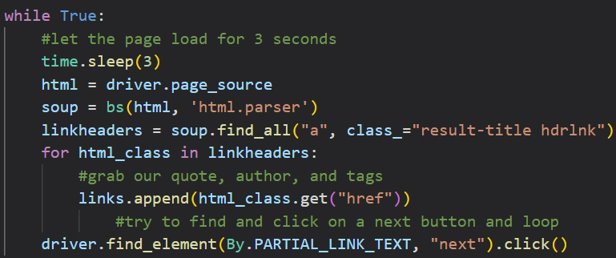 while True:
    #let the page load for 3 seconds
    time.sleep(3)
    html = driver.page_source
    soup = bs(html, 'html.parser')
    linkheaders = soup.find_all("a", class_="result-title hdrlnk")
    for html_class in linkheaders:
        #grab our quote, author, and tags
        links.append(html_class.get("href"))
            #try to find and click on a next button and loop
    driver.find_element(By.PARTIAL_LINK_TEXT, "next").click()